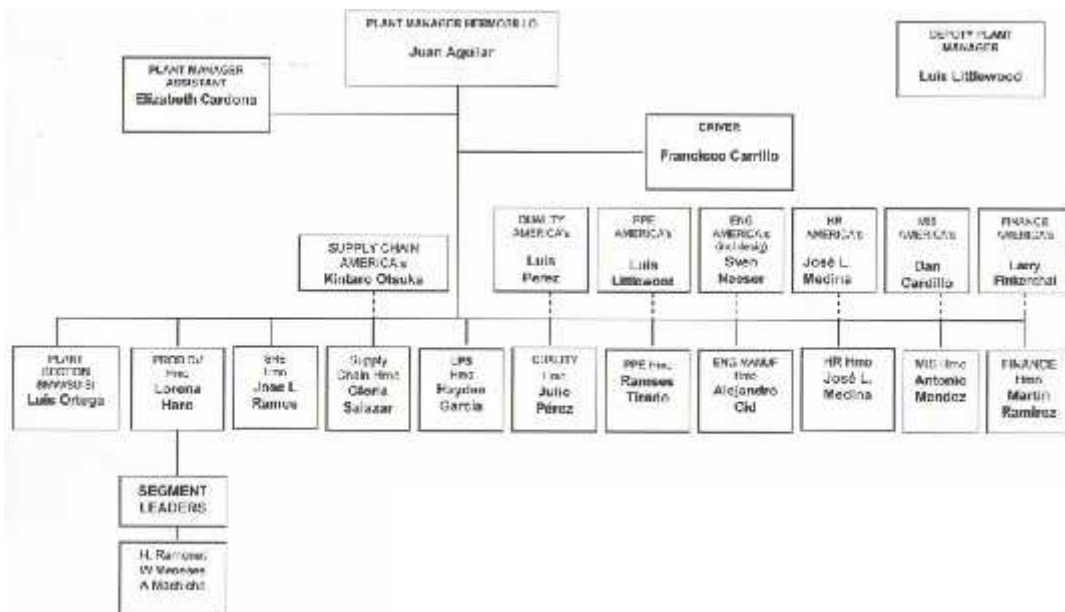 PLANT MANAGER HERMOSILLO
Juan Aguilar
DEPUTY PLANT
MANAGER
Luis Littlewood
PLANT MANAGER
ASSISTANT
Elizabeth Cardona
DRIVER
Francisco Carrillo
SUPPLY CHAIN
AMERICA's
Kintaro Otsuka
QUALITY
AMERICA's
Luis
Perez
PPE
AMERICA's
Luis
Littlewood
ENG
AMERICA's
Sven
Neeser
HR
AMERICA's
José L.
Medina
MIS
AMERICA's
Dan
Cardillo
FINANCE
AMERICA's
Larry
PLANT
Luis Ortega
Hmo
Lorena
Haro
Hmo
Jose L
Ramos
Supply
Chain Hmo
Gloria
Salazar
Hmo
Hayden
Garcia
QUALITY
Hmo
Julio
Pérez
PPE Hmo
Ramses
Tirado
ENG MANUF
Hmo
Alejandro
Cid
HR Hmo
José L.
Medina
MIS Hmo
Antonio
Mendez
FINANCE
Hmo
Martin
Ramirez
SEGMENT
LEADERS
H. Ramonet
W Meneses
A Machiche